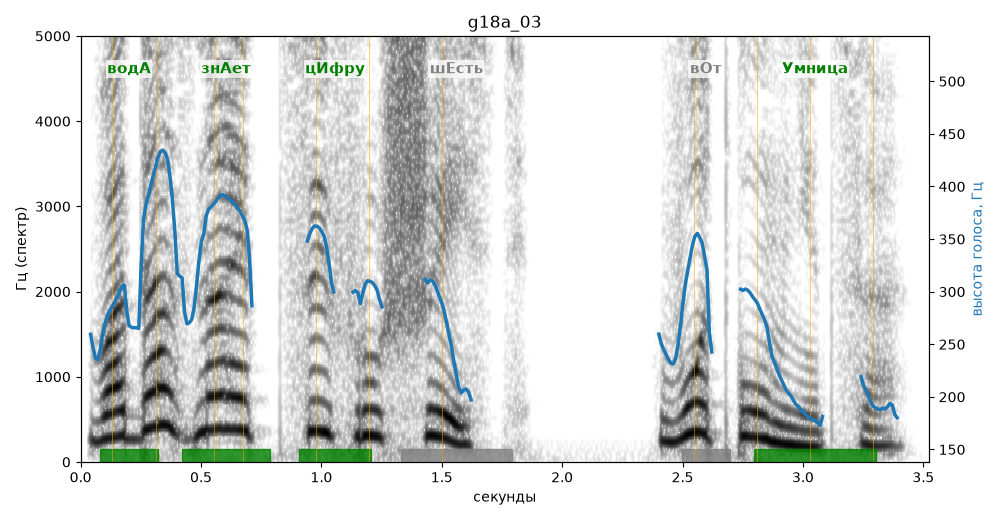 g18a_03
водА знАет цИфру шЕсть вОт Умница
Гц (спектр)
5000
4000
3000
2000
1000
0
500
450
400
350
300
250
200
150
высота голоса, Гц
0.0 0.5 1.0 1.5 2.0 2.5 3.0 3.5
секунды